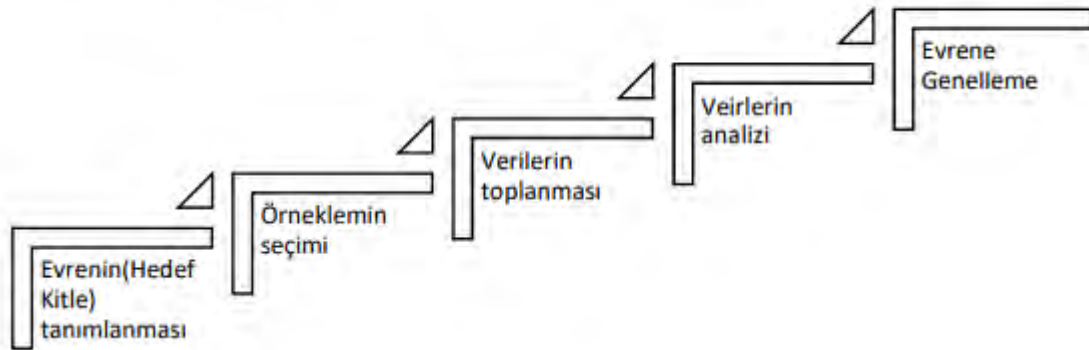 Evrenin(Hedef
Kitle)
tanımlanması
Örneklemin
seçimi
Verilerin
toplanması
Veirlerin
analizi
Evrene
Genelleme